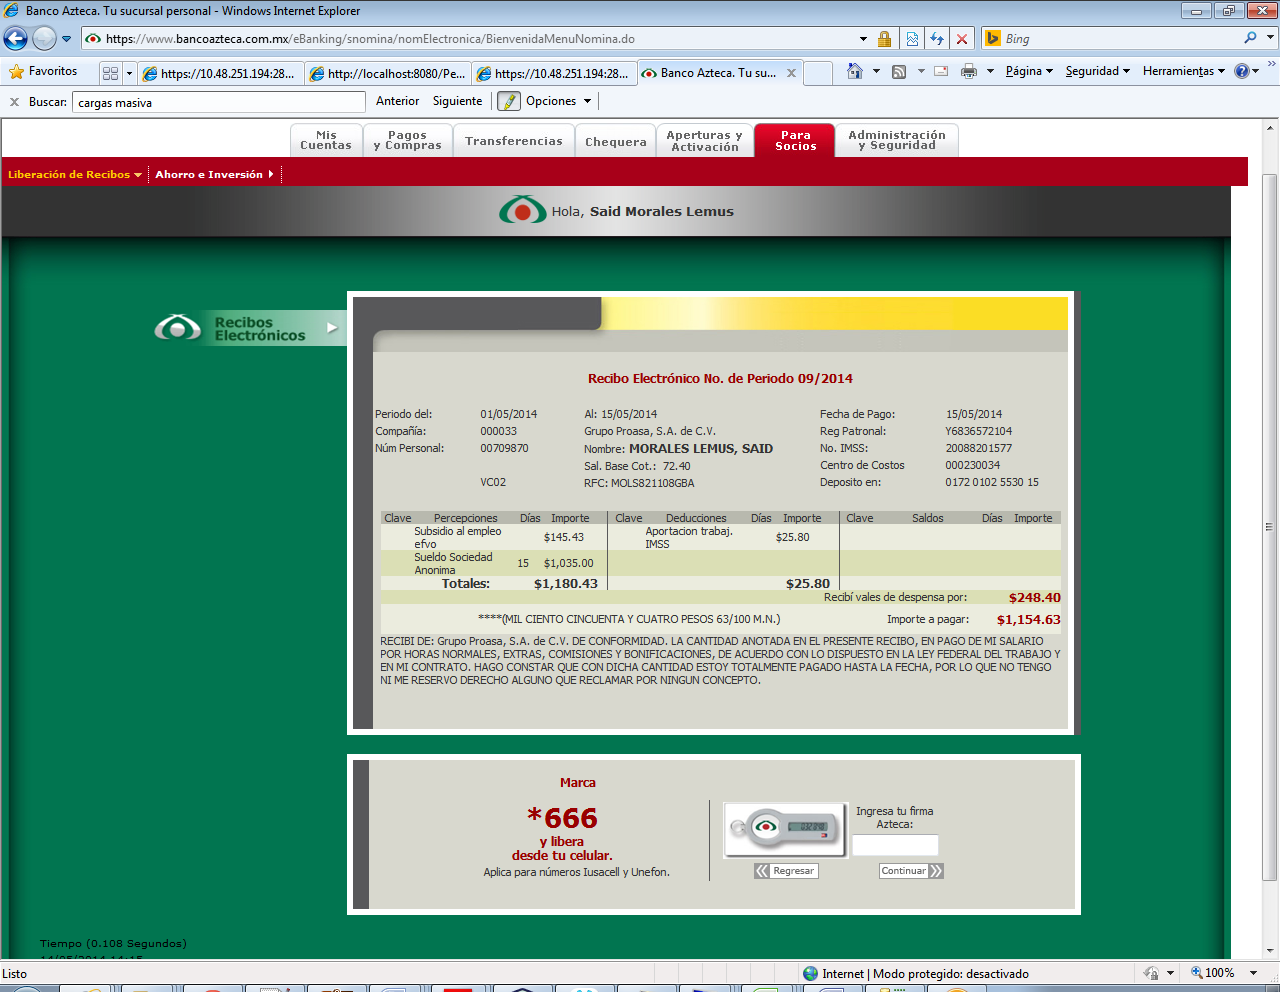 Banco Azteca. Tu sucursal personal - Windows Internet Explorer
https://www.bancoazteca.com.mx/eBanking/snomina/nomElectronica/BienvenidaMenuNomina.do
Bing
Favoritos
https://10.48.251.194:28...
http://localhost:8080/Pe...
https://10.48.251.194:28...
Banco Azteca. Tu su...
Página
Seguridad
Herramientas
Buscar: cargas masiva
Anterior
Siguiente
Opciones
Mis Cuentas
Pagos y Compras
Transferencias
Chequera
Aperturas y Activación
Para Socios
Administración y Seguridad
Liberación de Recibos
Ahorro e Inversión
Hola, Said Morales Lemus
Recibos
Electrónicos
Recibo Electrónico No. de Periodo 09/2014
Periodo del: 01/05/2014 Al: 15/05/2014 Fecha de Pago: 15/05/2014
Compañía: 000033 Grupo Proasa, S.A. de C.V. Reg Patronal: Y6836572104
Núm Personal: 00709870 Nombre: MORALES LEMUS, SAID No. IMSS: 20088201577
Sal. Base Cot.: 72.40 Centro de Costos 000230034
VC02 RFC: MOLS821108GBA Deposito en: 0172 0102 5530 15
Clave Percepciones Días Importe Clave Deducciones Días Importe Clave Saldos Días Importe
Subsidio al empleo efvo $145.43 Aportacion trabaj. IMSS $25.80
Sueldo Sociedad Anonima 15 $1,035.00
Totales: $1,180.43 $25.80
Recibí vales de despensa por: $248.40
****(MIL CIENTO CINCUENTA Y CUATRO PESOS 63/100 M.N.) Importe a pagar: $1,154.63
RECIBI DE: Grupo Proasa, S.A. de C.V. DE CONFORMIDAD. LA CANTIDAD ANOTADA EN EL PRESENTE RECIBO, EN PAGO DE MI SALARIO
POR HORAS NORMALES, EXTRAS, COMISIONES Y BONIFICACIONES, DE ACUERDO CON LO DISPUESTO EN LA LEY FEDERAL DEL TRABAJO Y
EN MI CONTRATO. HAGO CONSTAR QUE CON DICHA CANTIDAD ESTOY TOTALMENTE PAGADO HASTA LA FECHA, POR LO QUE NO TENGO
NI ME RESERVO DERECHO ALGUNO QUE RECLAMAR POR NINGUN CONCEPTO.
Marca
*666
y libera
desde tu celular.
Aplica para números Iusacell y Unefon.
Ingresa tu firma
Azteca:
Regresar
Continuar
Tiempo (0.108 Segundos)
Listo
Internet | Modo protegido: desactivado
100%